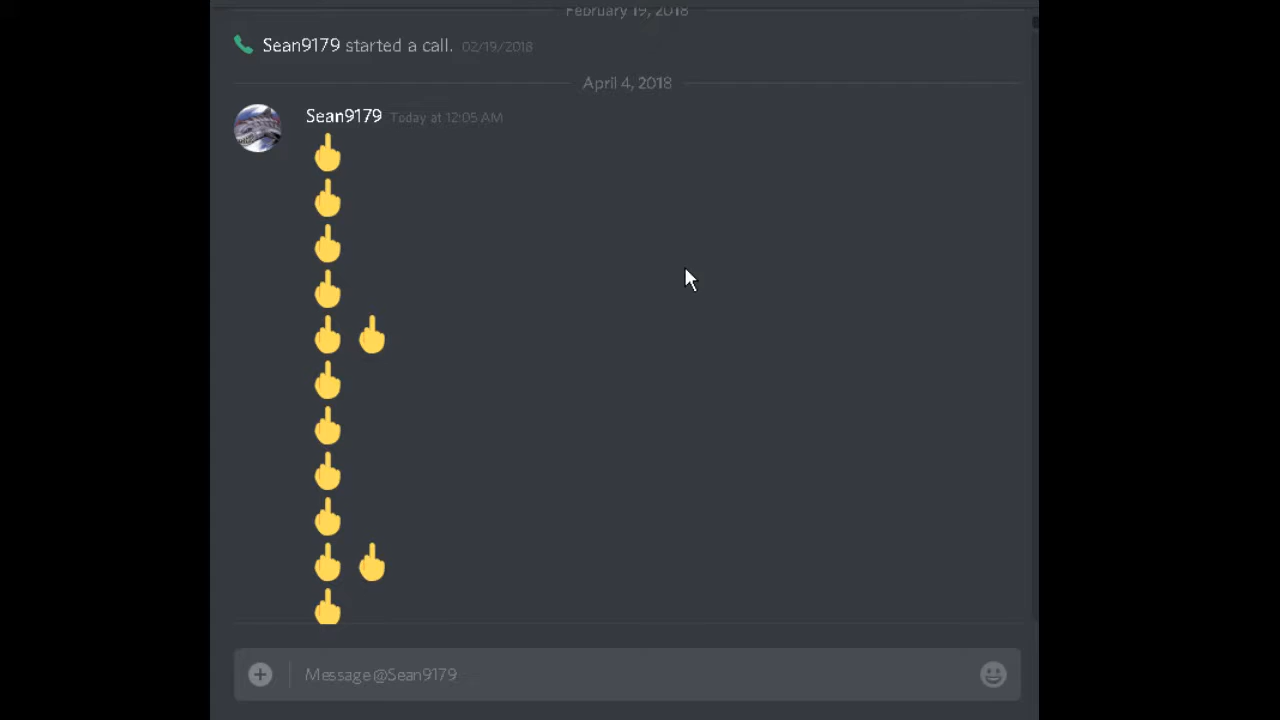 February 19, 2018
Sean9179 started a call. 02/19/2018
April 4, 2018
Sean9179 Today at 12:05 AM
🖕
🖕
🖕
🖕
🖕 🖕
🖕
🖕
🖕
🖕
🖕 🖕
🖕
Message @Sean9179